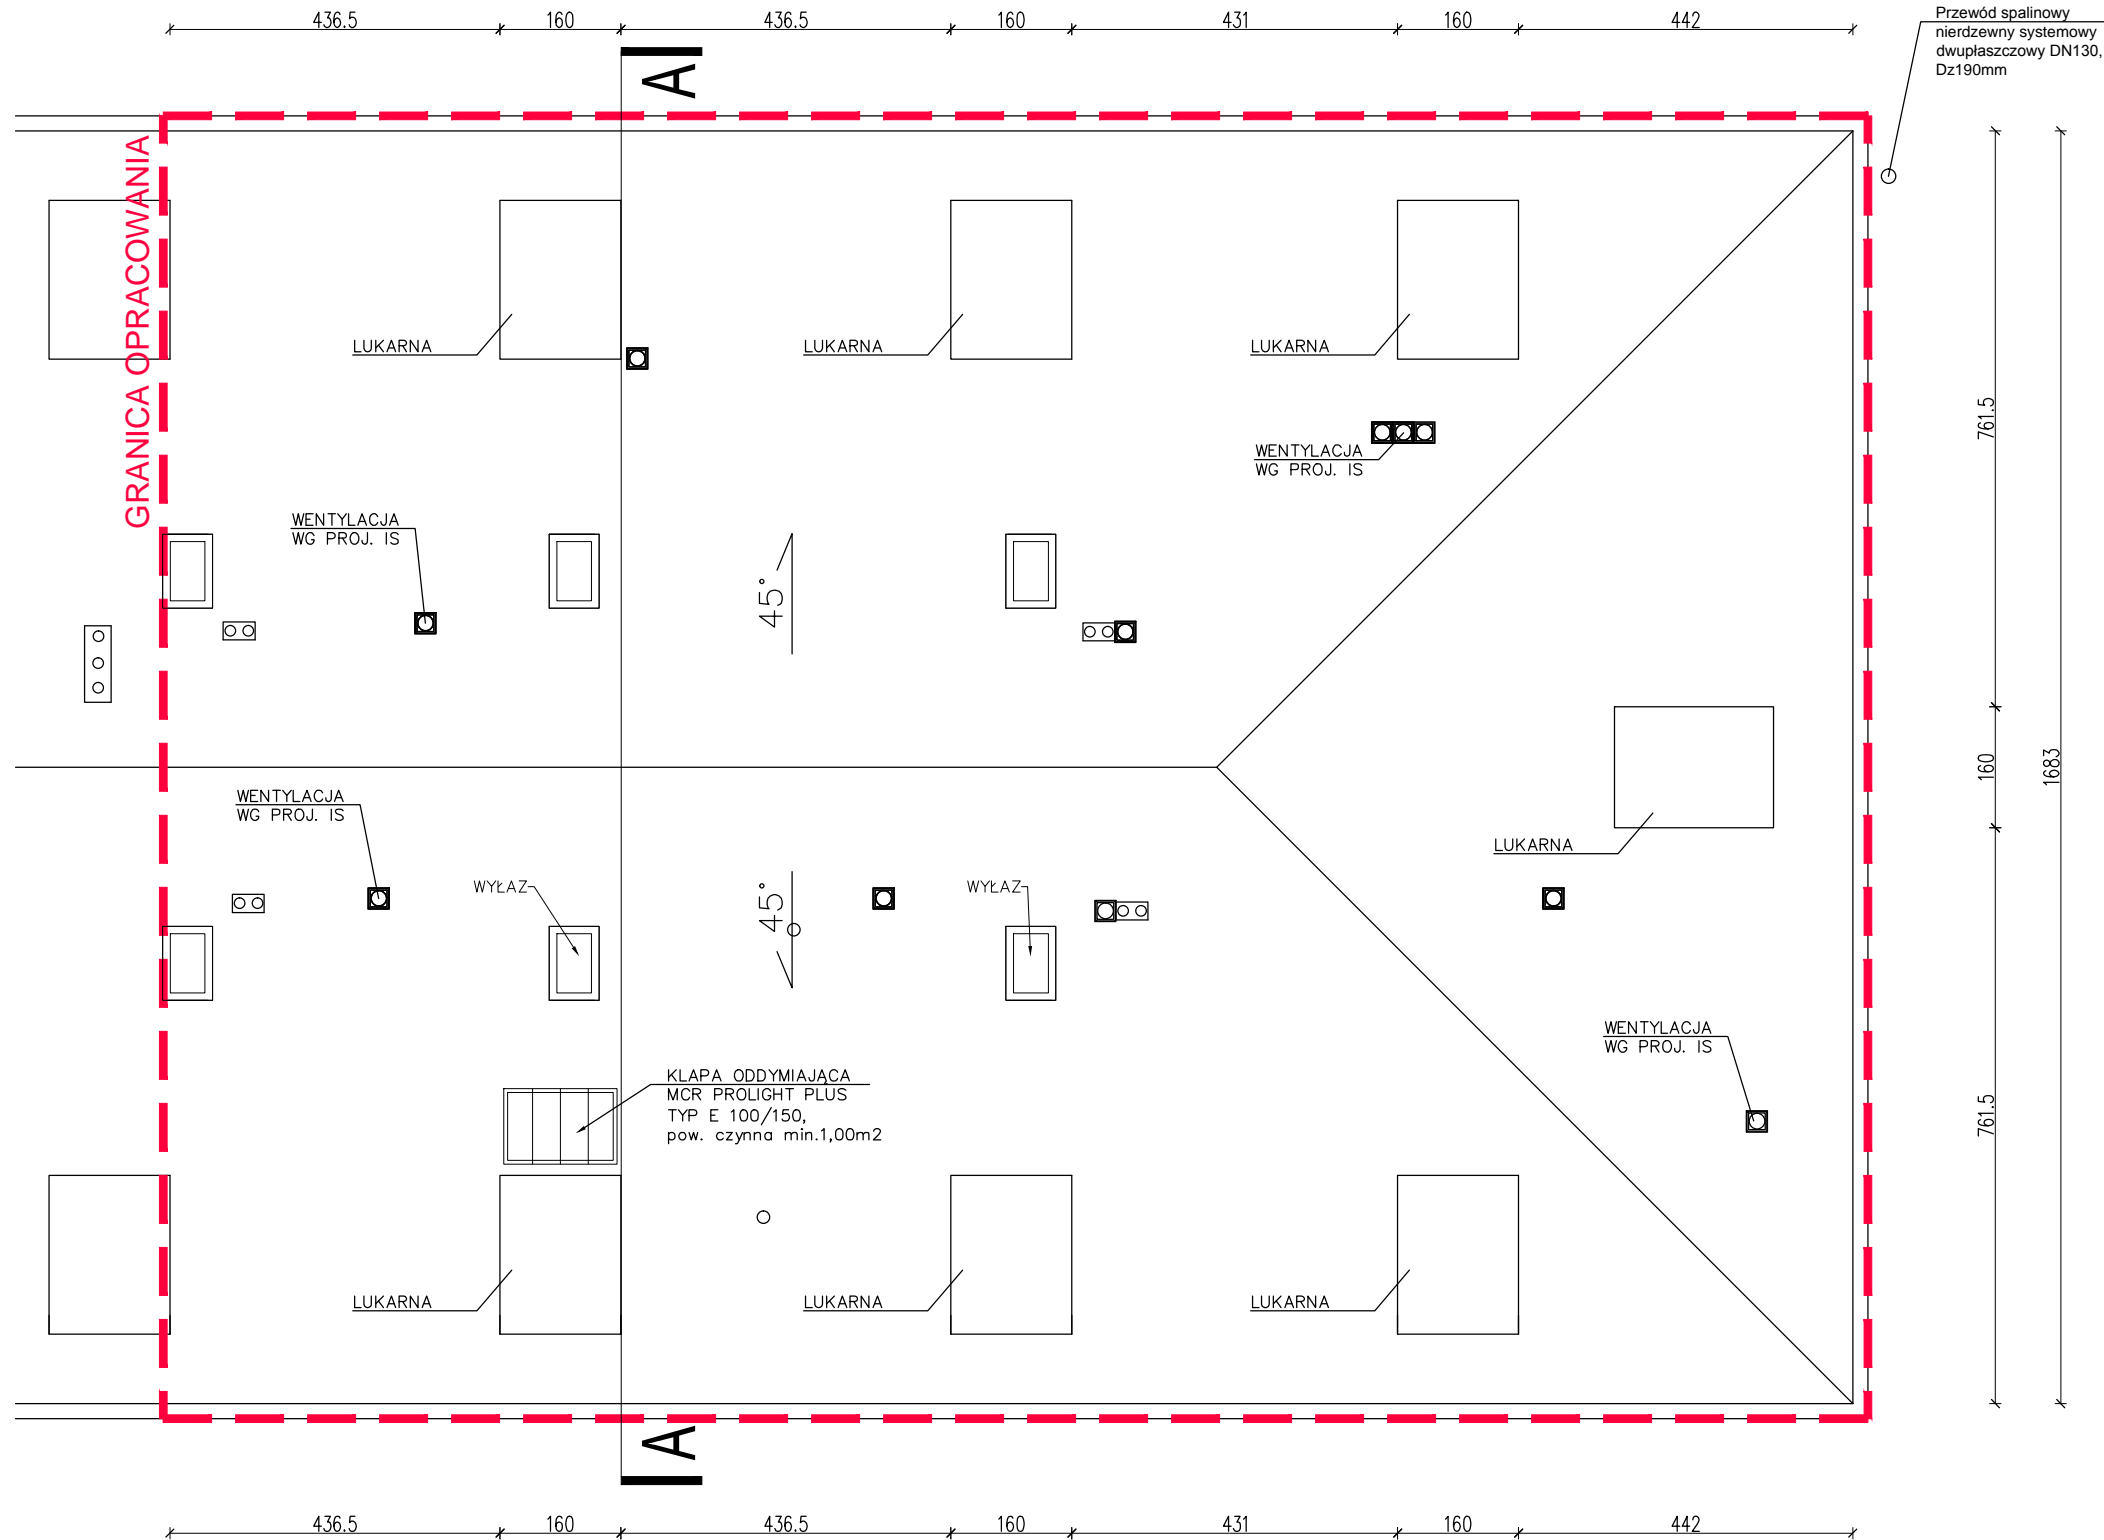 436.5
160
436.5
160
431
160
442
Przewód spalinowy
nierdzewny systemowy
dwupłaszczowy DN130,
Dz190mm
A
GRANICA OPRACOWANIA
LUKARNA
LUKARNA
LUKARNA
761.5
WENTYLACJA
WG PROJ. IS
WENTYLACJA
WG PROJ. IS
45°
160
1683
WENTYLACJA
WG PROJ. IS
LUKARNA
WYŁAZ
45°
WYŁAZ
WENTYLACJA
WG PROJ. IS
KLAPA ODDYMIAJĄCA
MCR PROLIGHT PLUS
TYP E 100/150,
pow. czynna min.1,00m2
761.5
LUKARNA
LUKARNA
LUKARNA
A
436.5
160
436.5
160
431
160
442